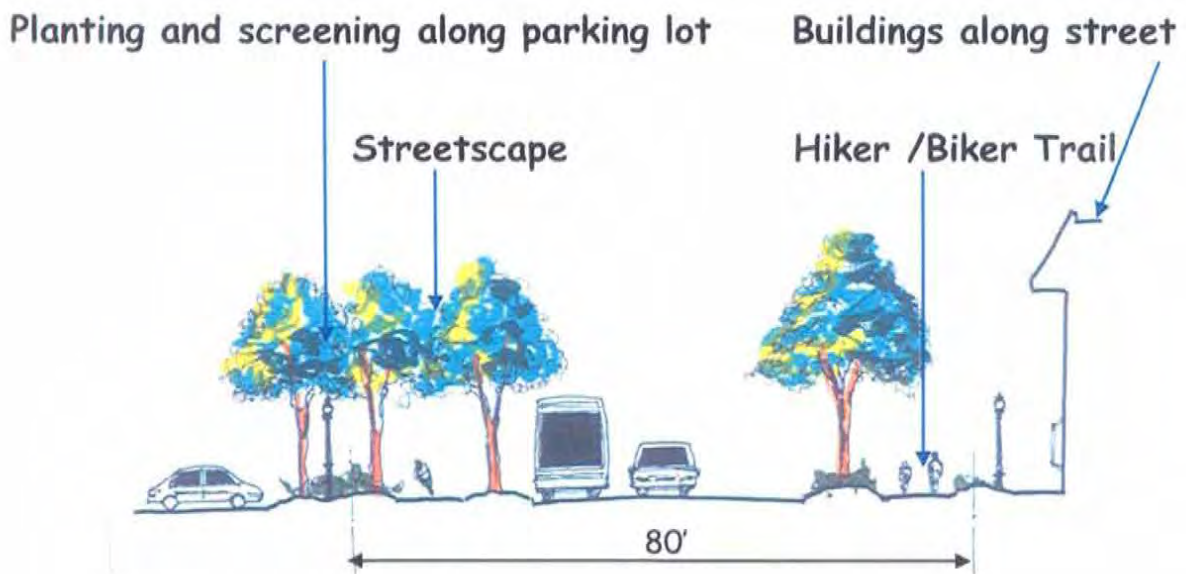 Planting and screening along parking lot
Buildings along street
Streetscape
Hiker /Biker Trail
80'